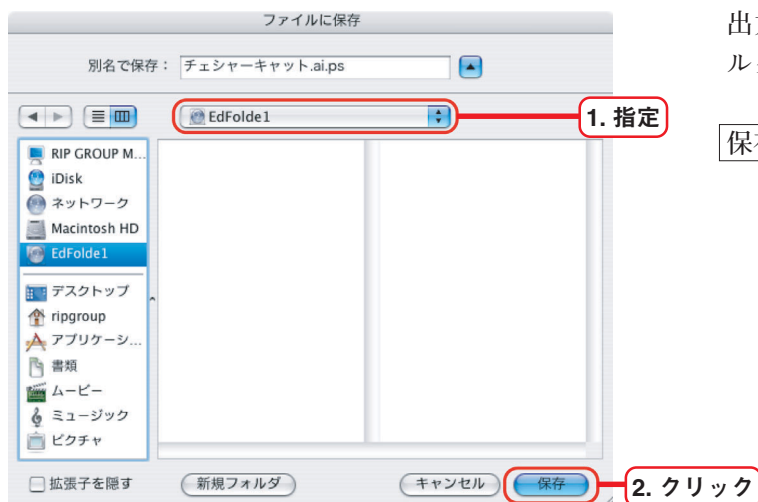 ファイルに保存
別名で保存： チェシャーキャット.ai.ps
EdFolde1
1. 指定
RIP GROUP M...
iDisk
ネットワーク
Macintosh HD
EdFolde1
デスクトップ
ripgroup
アプリケーシ...
書類
ムービー
ミュージック
ピクチャ
拡張子を隠す 新規フォルダ キャンセル 保存
2. クリック
出
ル
保